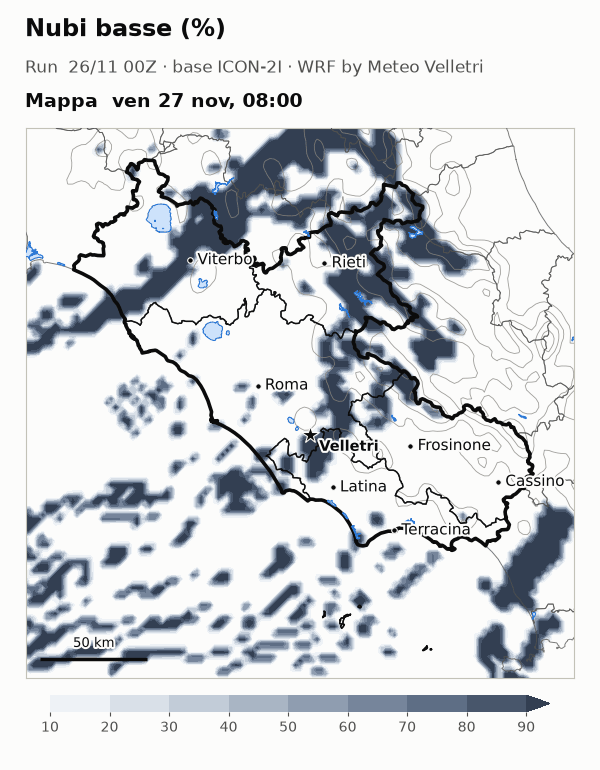 Nubi basse (%)
Run  26/11 00Z · base ICON-2I · WRF by Meteo Velletri
Mappa  ven 27 nov, 08:00
Viterbo
Rieti
Roma
Velletri
Frosinone
Latina
Cassino
Terracina
50 km
10 20 30 40 50 60 70 80 90